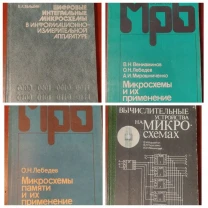 ЦИФРОВЫЕ
ИНТЕГРАЛЬНЫЕ
МИКРОСХЕМЫ
В ИНФОРМАЦИОННО-
ИЗМЕРИТЕЛЬНОЙ
АППАРАТУРЕ
МРБ
В.Н. Вениаминов
О.Н. Лебедев
А.И. Мирошниченко
Микросхемы
и их
применение
МРБ
О.Н. Лебедев
Микросхемы
памяти
и их
применение
ВЫЧИСЛИТЕЛЬНЫЕ
УСТРОЙСТВА
НА МИКРО-
схемах